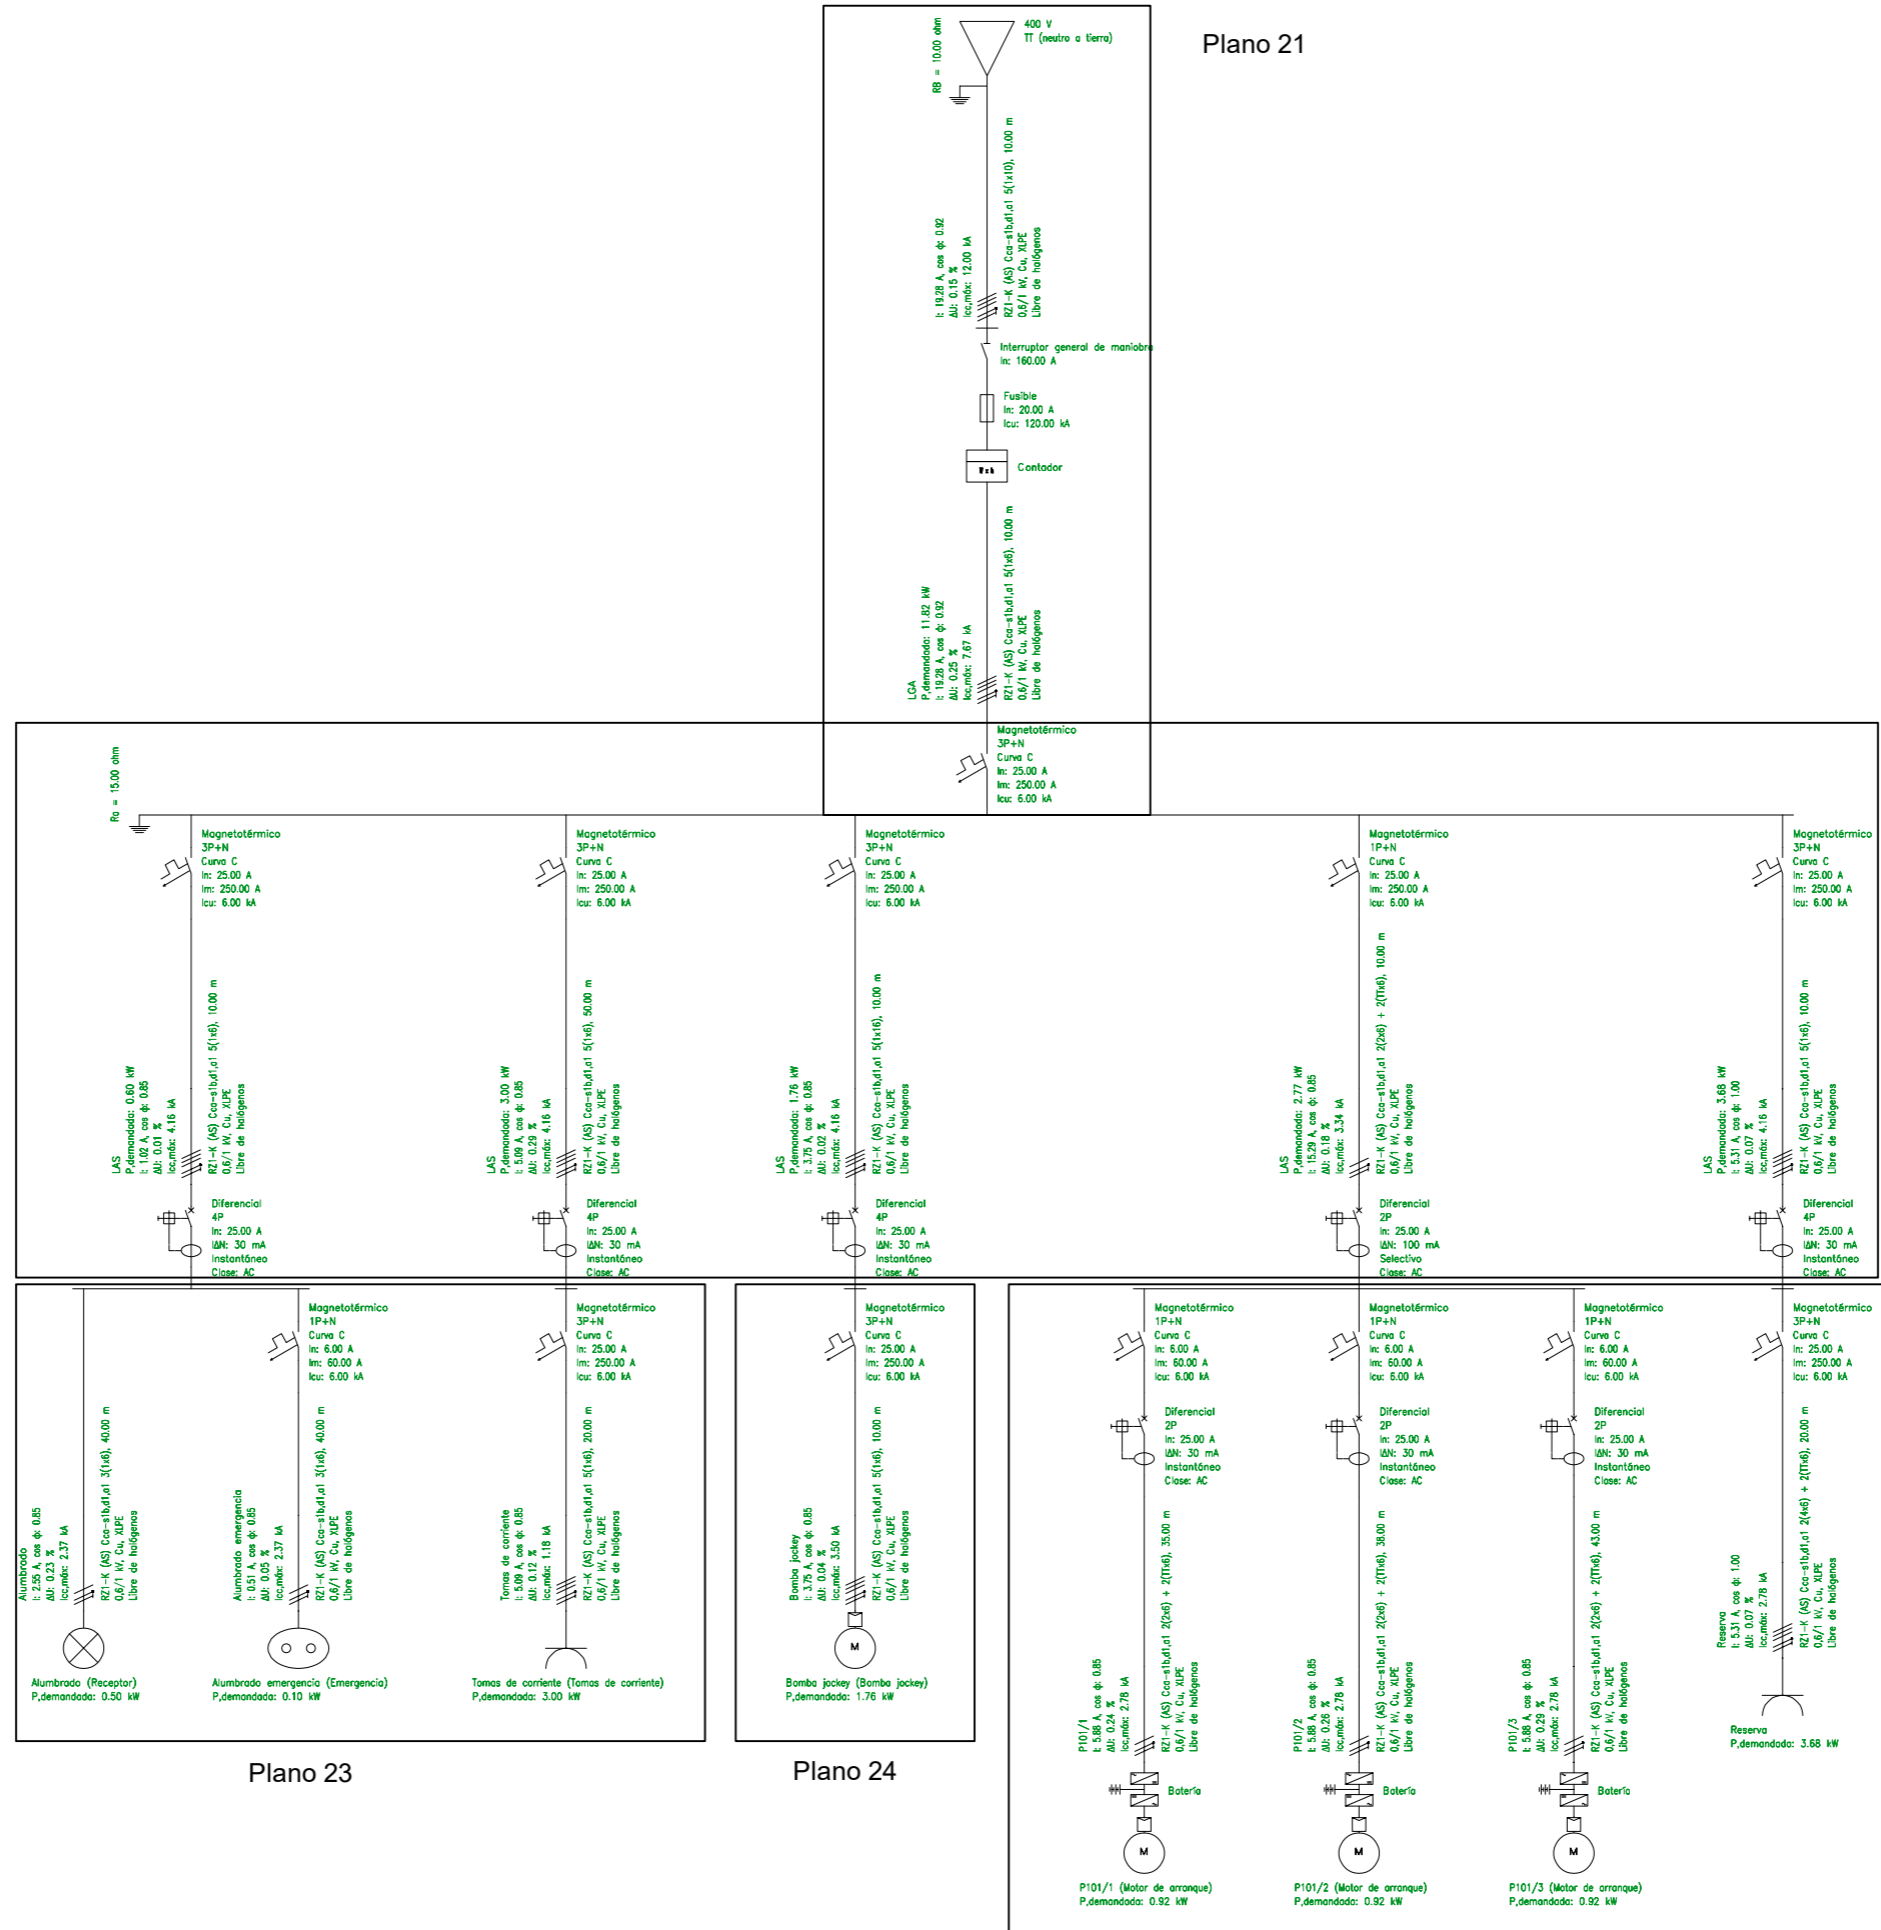 Plano 21
400 V
TT (neutro a tierra)
RB = 10.00 ohm
I: 19.28 A, cos ф: 0.92
ΔU: 0.15 %
Icc,máx: 12.00 kA
RZ1-K (AS) Cca-s1b,d1,a1 5(1x10), 10.00 m
0,6/1 kV, Cu, XLPE
Libre de halógenos
Interruptor general de maniobra
In: 160.00 A
Fusible
In: 20.00 A
Icu: 120.00 kA
Contador
LGA
P,demandada: 11.82 kW
I: 19.28 A, cos ф: 0.92
ΔU: 0.25 %
Icc,máx: 7.67 kA
RZ1-K (AS) Cca-s1b,d1,a1 5(1x6), 10.00 m
0,6/1 kV, Cu, XLPE
Libre de halógenos
Magnetotérmico
3P+N
Curva C
In: 25.00 A
Im: 250.00 A
Icu: 6.00 kA
Ra = 15.00 ohm
Magnetotérmico
3P+N
Curva C
In: 25.00 A
Im: 250.00 A
Icu: 6.00 kA
Magnetotérmico
3P+N
Curva C
In: 25.00 A
Im: 250.00 A
Icu: 6.00 kA
Magnetotérmico
3P+N
Curva C
In: 25.00 A
Im: 250.00 A
Icu: 6.00 kA
Magnetotérmico
1P+N
Curva C
In: 25.00 A
Im: 250.00 A
Icu: 6.00 kA
Magnetotérmico
3P+N
Curva C
In: 25.00 A
Im: 250.00 A
Icu: 6.00 kA
LAS
P,demandada: 0.60 kW
I: 1.02 A, cos ф: 0.85
ΔU: 0.01 %
Icc,máx: 4.16 kA
RZ1-K (AS) Cca-s1b,d1,a1 5(1x6), 10.00 m
0,6/1 kV, Cu, XLPE
Libre de halógenos
LAS
P,demandada: 3.00 kW
I: 5.09 A, cos ф: 0.85
ΔU: 0.29 %
Icc,máx: 4.16 kA
RZ1-K (AS) Cca-s1b,d1,a1 5(1x6), 50.00 m
0,6/1 kV, Cu, XLPE
Libre de halógenos
LAS
P,demandada: 1.76 kW
I: 3.75 A, cos ф: 0.85
ΔU: 0.02 %
Icc,máx: 4.16 kA
RZ1-K (AS) Cca-s1b,d1,a1 5(1x16), 10.00 m
0,6/1 kV, Cu, XLPE
Libre de halógenos
LAS
P,demandada: 2.77 kW
I: 15.29 A, cos ф: 0.85
ΔU: 0.18 %
Icc,máx: 3.34 kA
RZ1-K (AS) Cca-s1b,d1,a1 2(2x6) + 2(TTx6), 10.00 m
0,6/1 kV, Cu, XLPE
Libre de halógenos
LAS
P,demandada: 3.68 kW
I: 5.31 A, cos ф: 1.00
ΔU: 0.07 %
Icc,máx: 4.16 kA
RZ1-K (AS) Cca-s1b,d1,a1 5(1x6), 10.00 m
0,6/1 kV, Cu, XLPE
Libre de halógenos
Diferencial
4P
In: 25.00 A
IΔN: 30 mA
Instantáneo
Clase: AC
Diferencial
4P
In: 25.00 A
IΔN: 30 mA
Instantáneo
Clase: AC
Diferencial
4P
In: 25.00 A
IΔN: 30 mA
Instantáneo
Clase: AC
Diferencial
2P
In: 25.00 A
IΔN: 100 mA
Selectivo
Clase: AC
Diferencial
4P
In: 25.00 A
IΔN: 30 mA
Instantáneo
Clase: AC
Magnetotérmico
1P+N
Curva C
In: 6.00 A
Im: 60.00 A
Icu: 6.00 kA
Magnetotérmico
3P+N
Curva C
In: 25.00 A
Im: 250.00 A
Icu: 6.00 kA
Magnetotérmico
3P+N
Curva C
In: 25.00 A
Im: 250.00 A
Icu: 6.00 kA
Magnetotérmico
1P+N
Curva C
In: 6.00 A
Im: 60.00 A
Icu: 6.00 kA
Magnetotérmico
1P+N
Curva C
In: 6.00 A
Im: 60.00 A
Icu: 6.00 kA
Magnetotérmico
1P+N
Curva C
In: 6.00 A
Im: 60.00 A
Icu: 6.00 kA
Magnetotérmico
3P+N
Curva C
In: 25.00 A
Im: 250.00 A
Icu: 6.00 kA
Diferencial
2P
In: 25.00 A
IΔN: 30 mA
Instantáneo
Clase: AC
Diferencial
2P
In: 25.00 A
IΔN: 30 mA
Instantáneo
Clase: AC
Diferencial
2P
In: 25.00 A
IΔN: 30 mA
Instantáneo
Clase: AC
Alumbrado
I: 2.55 A, cos ф: 0.85
ΔU: 0.23 %
Icc,máx: 2.37 kA
RZ1-K (AS) Cca-s1b,d1,a1 3(1x6), 40.00 m
0,6/1 kV, Cu, XLPE
Libre de halógenos
Alumbrado emergencia
I: 0.51 A, cos ф: 0.85
ΔU: 0.05 %
Icc,máx: 2.37 kA
RZ1-K (AS) Cca-s1b,d1,a1 3(1x6), 40.00 m
0,6/1 kV, Cu, XLPE
Libre de halógenos
Tomas de corriente
I: 5.09 A, cos ф: 0.85
ΔU: 0.12 %
Icc,máx: 1.18 kA
RZ1-K (AS) Cca-s1b,d1,a1 5(1x6), 20.00 m
0,6/1 kV, Cu, XLPE
Libre de halógenos
Bomba jockey
I: 3.75 A, cos ф: 0.85
ΔU: 0.04 %
Icc,máx: 3.50 kA
RZ1-K (AS) Cca-s1b,d1,a1 5(1x6), 10.00 m
0,6/1 kV, Cu, XLPE
Libre de halógenos
P101/1
I: 5.88 A, cos ф: 0.85
ΔU: 0.24 %
Icc,máx: 2.78 kA
RZ1-K (AS) Cca-s1b,d1,a1 2(2x6) + 2(TTx6), 35.00 m
0,6/1 kV, Cu, XLPE
Libre de halógenos
P101/2
I: 5.88 A, cos ф: 0.85
ΔU: 0.26 %
Icc,máx: 2.78 kA
RZ1-K (AS) Cca-s1b,d1,a1 2(2x6) + 2(TTx6), 38.00 m
0,6/1 kV, Cu, XLPE
Libre de halógenos
P101/3
I: 5.88 A, cos ф: 0.85
ΔU: 0.29 %
Icc,máx: 2.78 kA
RZ1-K (AS) Cca-s1b,d1,a1 2(2x6) + 2(TTx6), 43.00 m
0,6/1 kV, Cu, XLPE
Libre de halógenos
Reserva
I: 5.31 A, cos ф: 1.00
ΔU: 0.07 %
Icc,máx: 2.78 kA
RZ1-K (AS) Cca-s1b,d1,a1 2(4x6) + 2(TTx6), 20.00 m
0,6/1 kV, Cu, XLPE
Libre de halógenos
M
Alumbrado (Receptor)
P,demandada: 0.50 kW
Alumbrado emergencia (Emergencia)
P,demandada: 0.10 kW
Tomas de corriente (Tomas de corriente)
P,demandada: 3.00 kW
Bomba jockey (Bomba jockey)
P,demandada: 1.76 kW
Reserva
P,demandada: 3.68 kW
Plano 23
Plano 24
Batería
Batería
Batería
M
M
M
P101/1 (Motor de arranque)
P,demandada: 0.92 kW
P101/2 (Motor de arranque)
P,demandada: 0.92 kW
P101/3 (Motor de arranque)
P,demandada: 0.92 kW